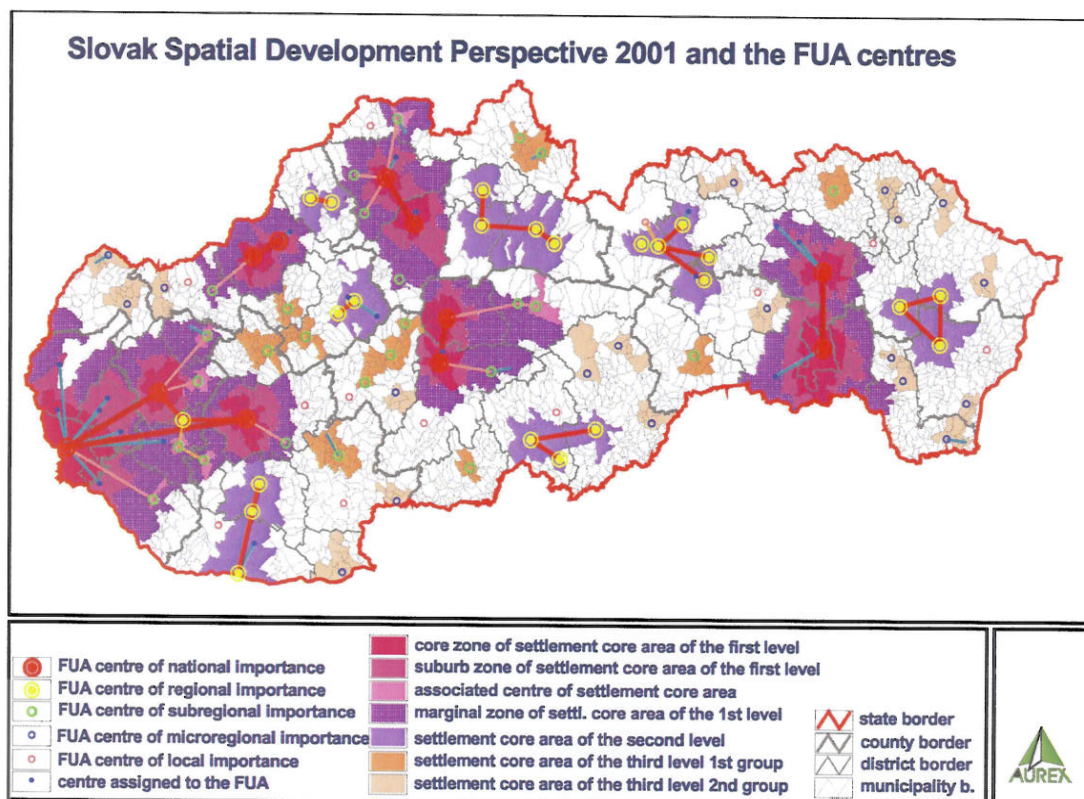 Slovak Spatial Development Perspective 2001 and the FUA centres
FUA centre of national importance
FUA centre of regional importance
FUA centre of subregional importance
FUA centre of microregional importance
FUA centre of local importance
centre assigned to the FUA
core zone of settlement core area of the first level
suburb zone of settlement core area of the first level
associated centre of settlement core area
marginal zone of settl. core area of the 1st level
settlement core area of the second level
settlement core area of the third level 1st group
settlement core area of the third level 2nd group
state border
county border
district border
municipality b.
AUREX